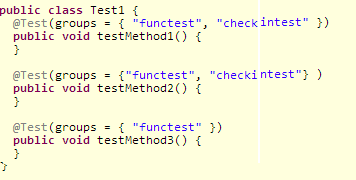 public class Test1 {
  @Test(groups = { "functest", "checkintest" })
  public void testMethod1() {
  }

  @Test(groups = {"functest", "checkintest"} )
  public void testMethod2() {
  }

  @Test(groups = { "functest" })
  public void testMethod3() {
  }
}